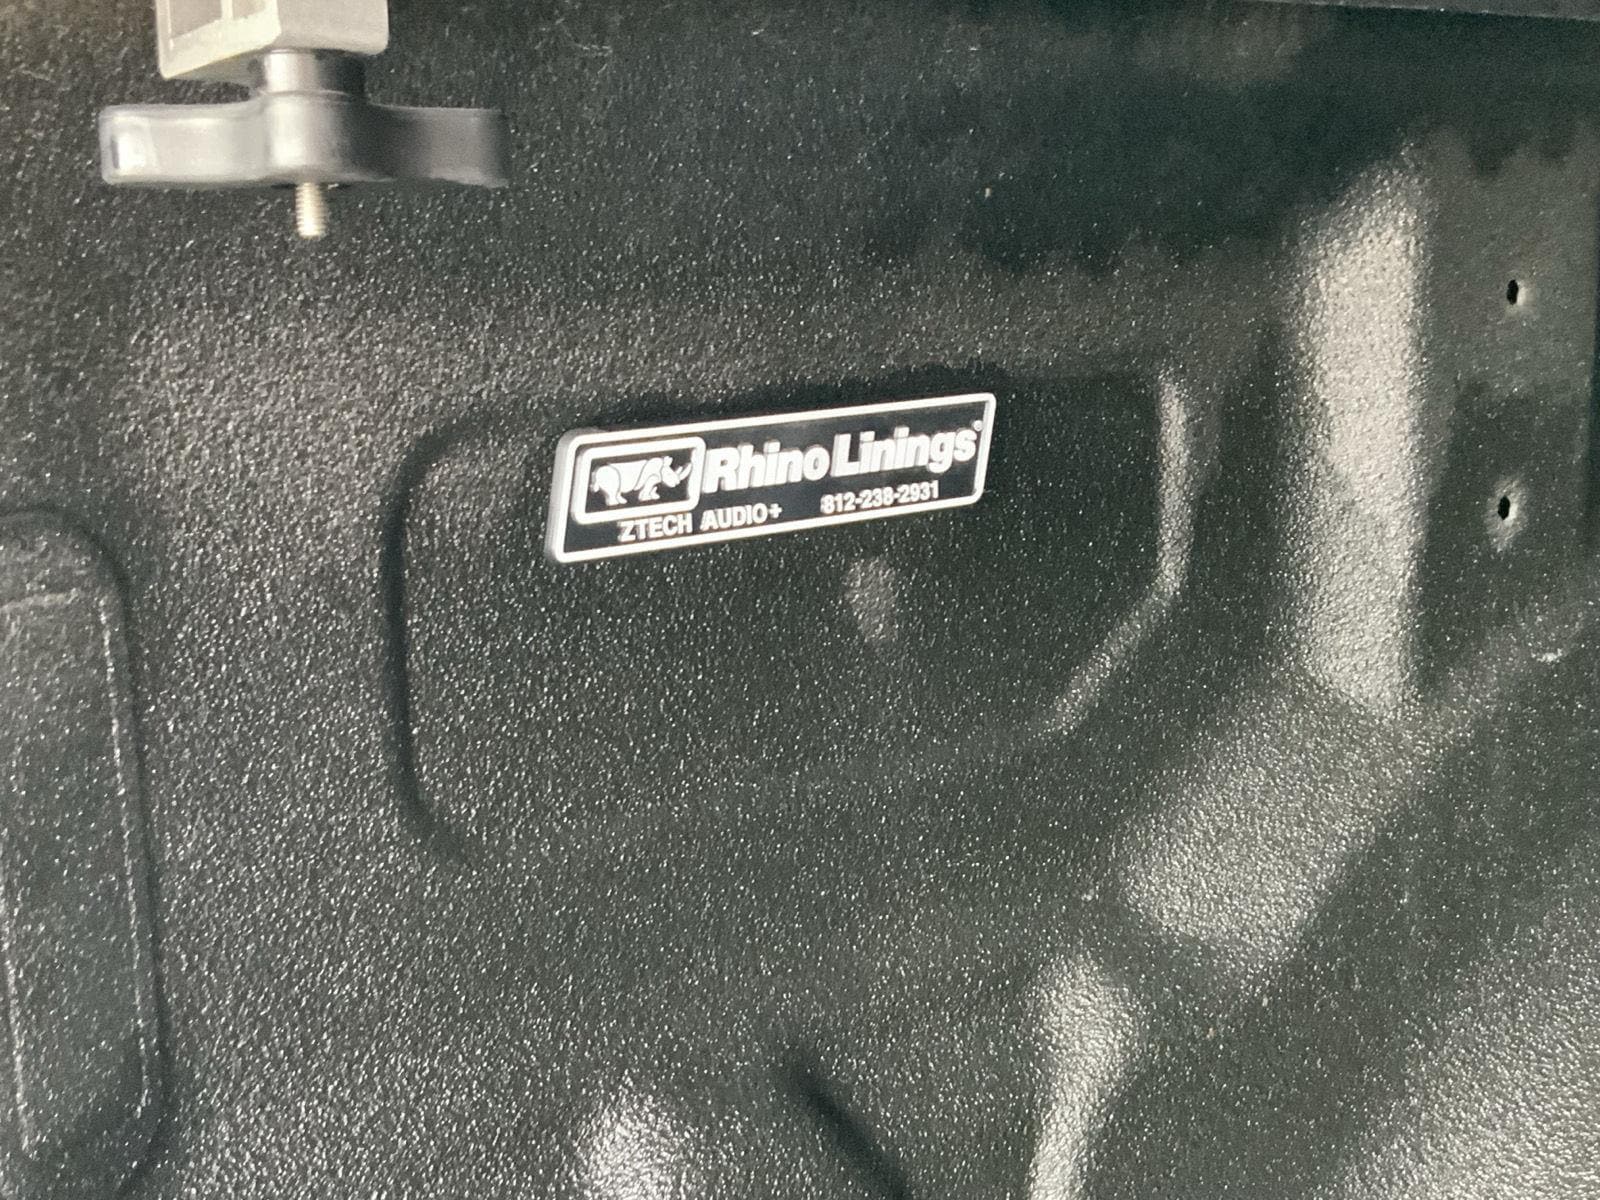 Rhino Linings®
ZTECH AUDIO+ 812-238-2931